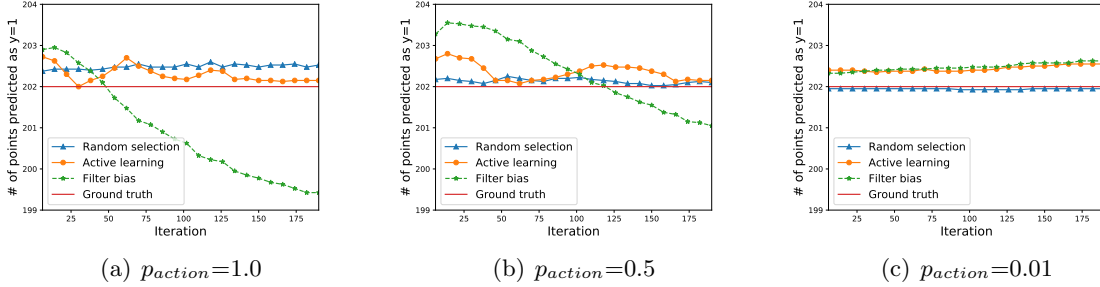 204
203
202
201
200
199
# of points predicted as y=1
Random selection
Active learning
Filter bias
Ground truth
25 50 75 100 125 150 175
Iteration
(a) p_action=1.0
204
203
202
201
200
199
# of points predicted as y=1
Random selection
Active learning
Filter bias
Ground truth
25 50 75 100 125 150 175
Iteration
(b) p_action=0.5
204
203
202
201
200
199
# of points predicted as y=1
Random selection
Active learning
Filter bias
Ground truth
25 50 75 100 125 150 175
Iteration
(c) p_action=0.01